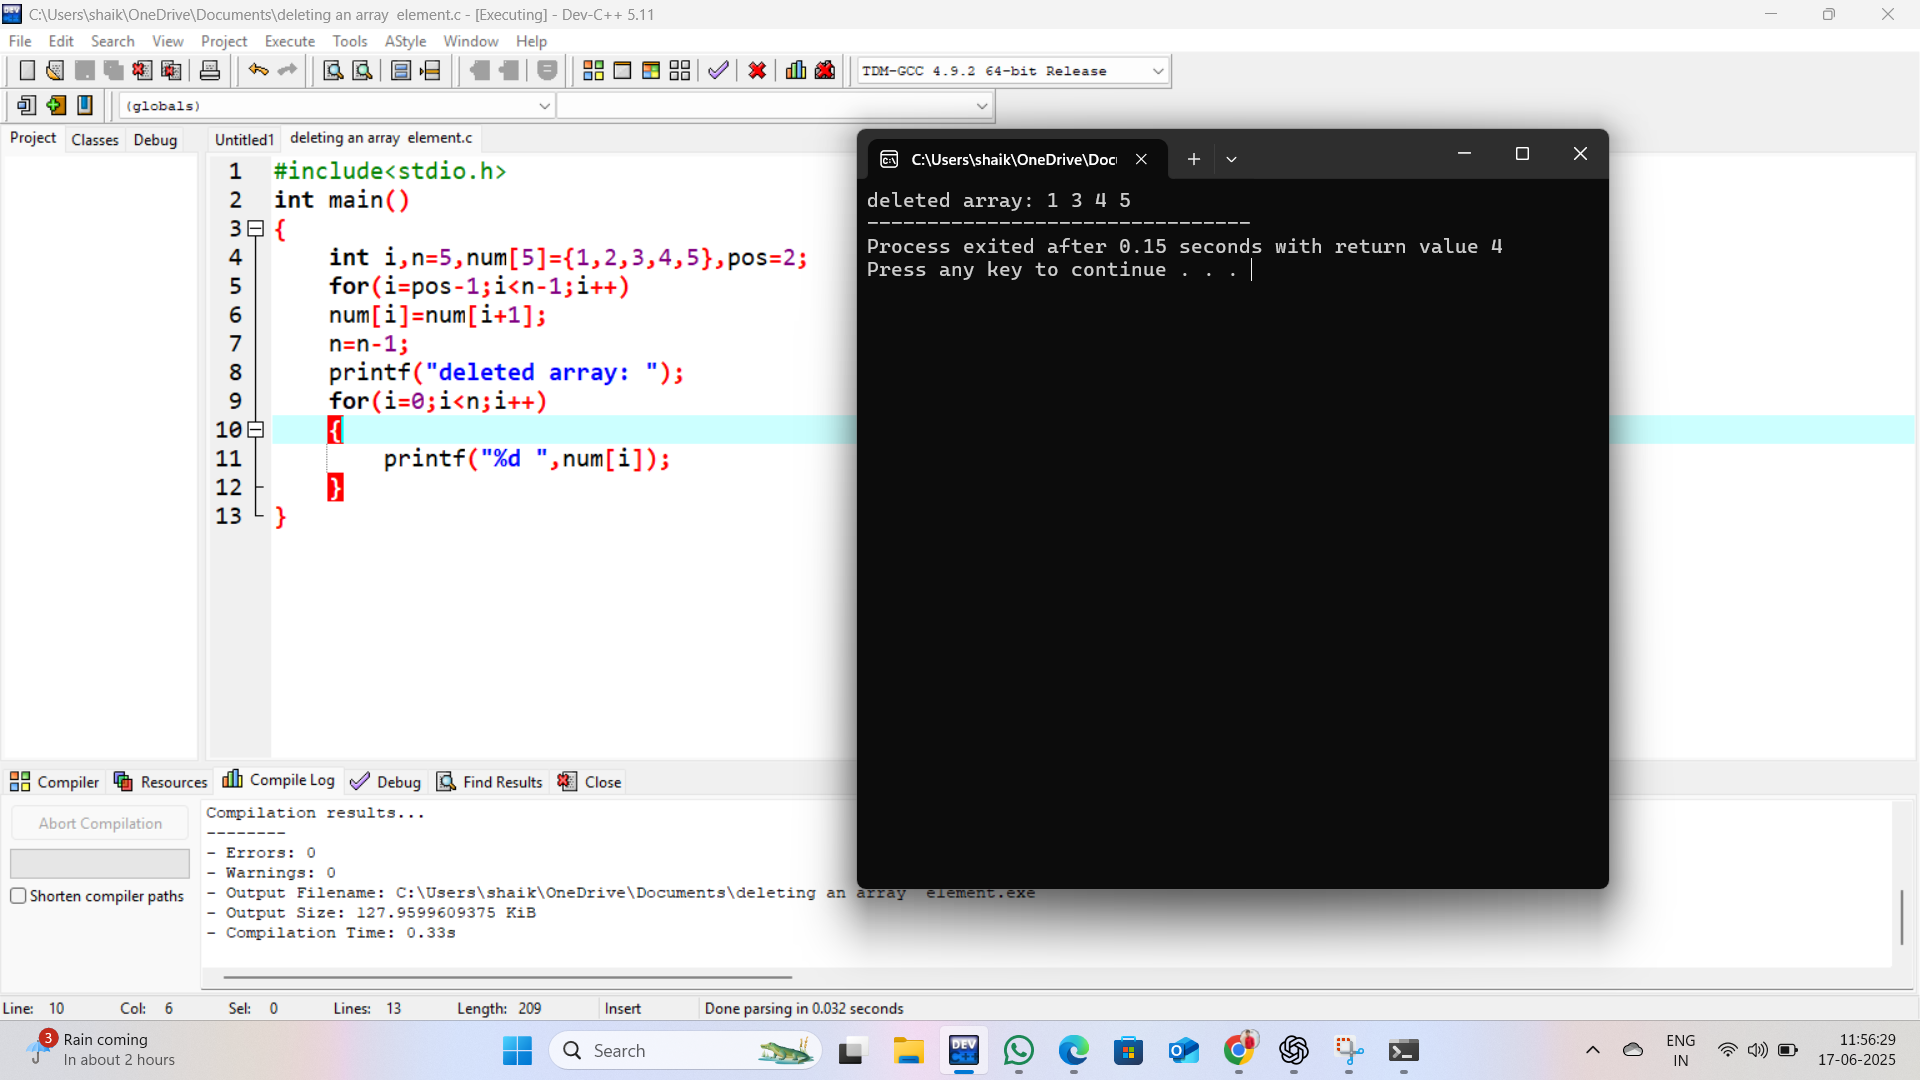 C:\Users\shaik\OneDrive\Documents\deleting an array  element.c - [Executing] - Dev-C++ 5.11
File Edit Search View Project Execute Tools AStyle Window Help
TDM-GCC 4.9.2 64-bit Release
(globals)
Project Classes Debug
Untitled1 deleting an array  element.c
1 #include<stdio.h>
2 int main()
3 {
4     int i,n=5,num[5]={1,2,3,4,5},pos=2;
5     for(i=pos-1;i<n-1;i++)
6     num[i]=num[i+1];
7     n=n-1;
8     printf("deleted array: ");
9     for(i=0;i<n;i++)
10     {
11         printf("%d ",num[i]);
12     }
13 }
C:\Users\shaik\OneDrive\Doc
deleted array: 1 3 4 5
--------------------------------
Process exited after 0.15 seconds with return value 4
Press any key to continue . . .
Compiler Resources Compile Log Debug Find Results Close
Abort Compilation
Shorten compiler paths
Compilation results...
--------
- Errors: 0
- Warnings: 0
- Output Filename: C:\Users\shaik\OneDrive\Documents\deleting an array  element.exe
- Output Size: 127.9599609375 KiB
- Compilation Time: 0.33s
Line: 10 Col: 6 Sel: 0 Lines: 13 Length: 209 Insert Done parsing in 0.032 seconds
3
Rain coming
In about 2 hours
Search
DEV
ENG
IN
11:56:29
17-06-2025